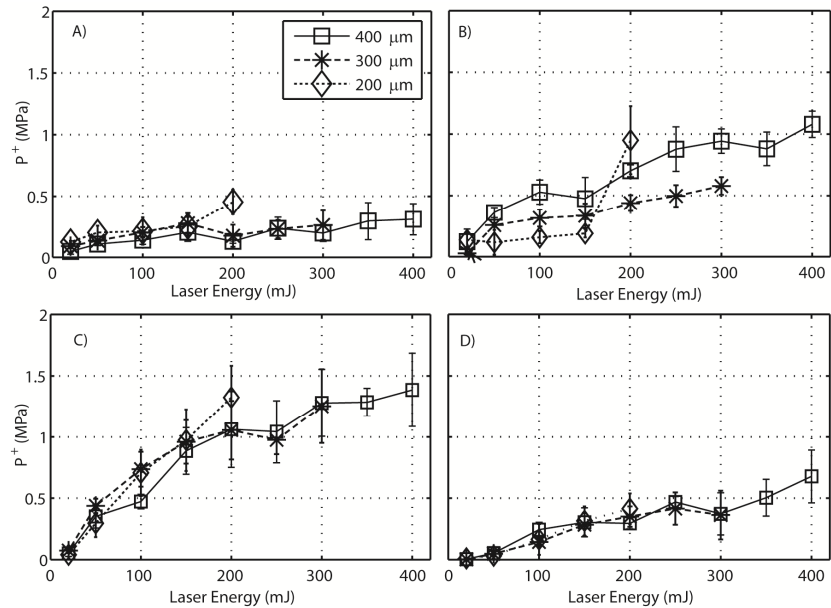 A)
400 μm
300 μm
200 μm
2
1.5
1
0.5
0
P+ (MPa)
100 200 300 400
Laser Energy (mJ)
B)
0 100 200 300 400
Laser Energy (mJ)
C)
2
1.5
1
0.5
0
P+ (MPa)
0 100 200 300 400
Laser Energy (mJ)
D)
0 100 200 300 400
Laser Energy (mJ)